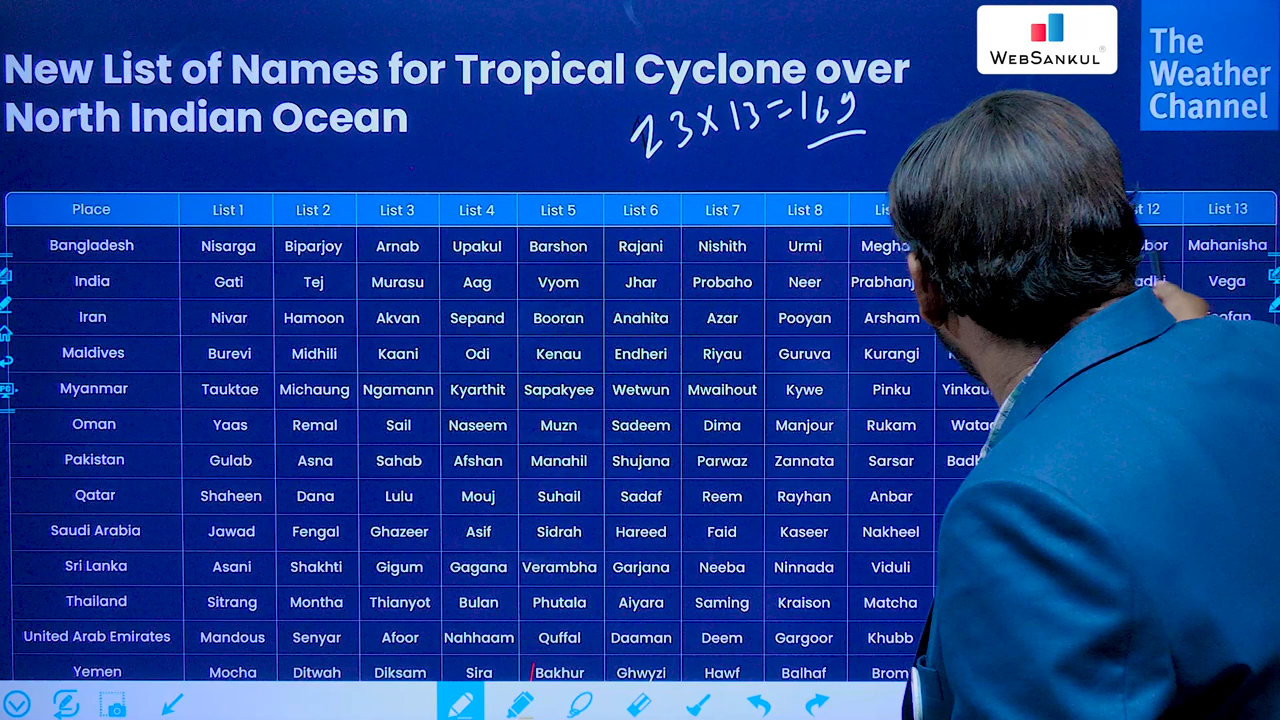 WEBSANKUL®
The
Weather
Channel
New List of Names for Tropical Cyclone over
North Indian Ocean
23x13=169
Place List 1 List 2 List 3 List 4 List 5 List 6 List 7 List 8 12 List 13
Bangladesh Nisarga Biparjoy Arnab Upakul Barshon Rajani Nishith Urmi Megha Mahanisha
India Gati Tej Murasu Aag Vyom Jhar Probaho Neer Prabhanj Vega
Iran Nivar Hamoon Akvan Sepand Booran Anahita Azar Pooyan Arsham
Maldives Burevi Midhili Kaani Odi Kenau Endheri Riyau Guruva Kurangi
Myanmar Tauktae Michaung Ngamann Kyarthit Sapakyee Wetwun Mwaihout Kywe Pinku
Oman Yaas Remal Sail Naseem Muzn Sadeem Dima Manjour Rukam
Pakistan Gulab Asna Sahab Afshan Manahil Shujana Parwaz Zannata Sarsar
Qatar Shaheen Dana Lulu Mouj Suhail Sadaf Reem Rayhan Anbar
Saudi Arabia Jawad Fengal Ghazeer Asif Sidrah Hareed Faid Kaseer Nakheel
Sri Lanka Asani Shakhti Gigum Gagana Verambha Garjana Neeba Ninnada Viduli
Thailand Sitrang Montha Thianyot Bulan Phutala Aiyara Saming Kraison Matcha
United Arab Emirates Mandous Senyar Afoor Nahhaam Quffal Daaman Deem Gargoor Khubb
Yemen Mocha Ditwah Diksam Sira Bakhur Ghwyzi Hawf Balhaf Brom